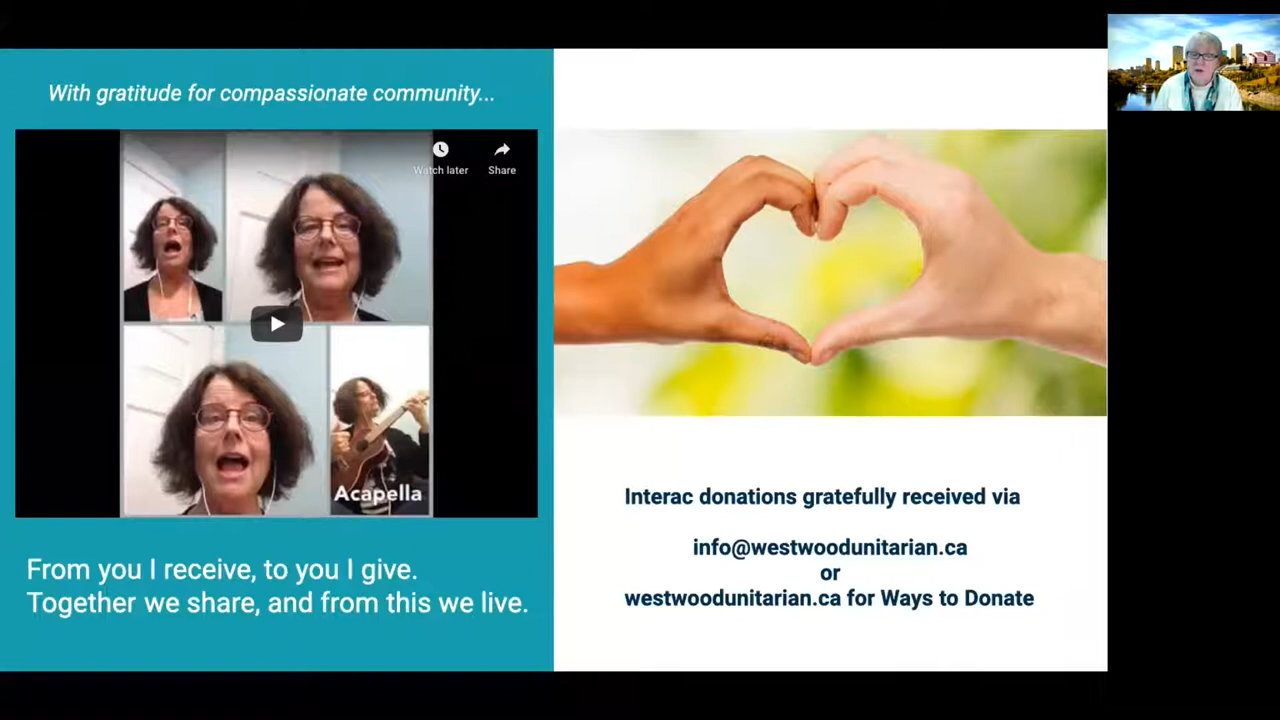 With gratitude for compassionate community...
Watch later
Share
Acapella
From you I receive, to you I give.
Together we share, and from this we live.
Interac donations gratefully received via
info@westwoodunitarian.ca
or
westwoodunitarian.ca for Ways to Donate